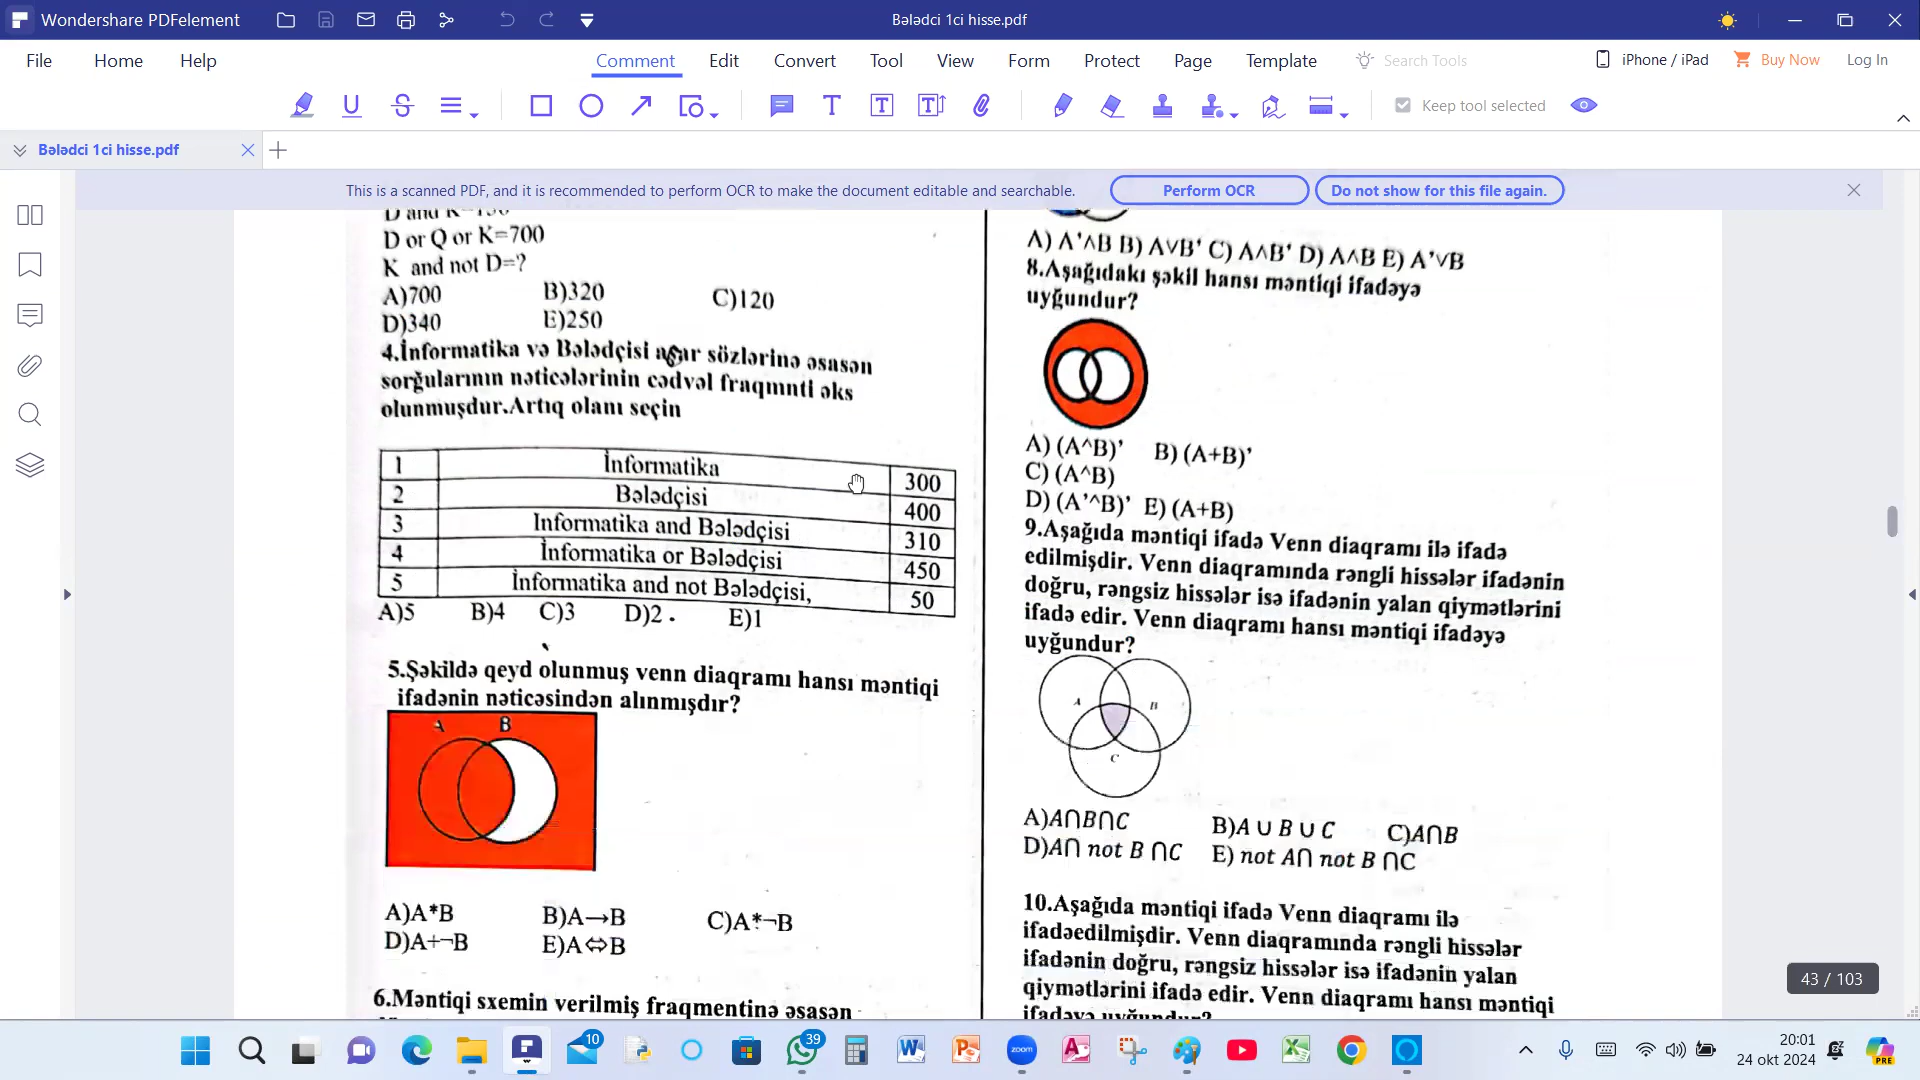 Wondershare PDFelement
Bələdci 1ci hisse.pdf
File Home Help Comment Edit Convert Tool View Form Protect Page Template Search Tools iPhone / iPad Buy Now Log In
Keep tool selected
Bələdci 1ci hisse.pdf
This is a scanned PDF, and it is recommended to perform OCR to make the document editable and searchable. Perform OCR Do not show for this file again.
D or Q or K=700
K and not D=?
A)700 B)320 C)120
D)340 E)250
4.İnformatika və Bələdçisi açar sözlərinə əsasən
sorğularının nəticələrinin cədvəl fraqmnti əks
olunmuşdur.Artıq olanı seçin
1 İnformatika 300
2 Bələdçisi 400
3 Informatika and Bələdçisi 310
4 İnformatika or Bələdçisi 450
5 İnformatika and not Bələdçisi, 50
A)5 B)4 C)3 D)2 . E)1
5.Şəkildə qeyd olunmuş venn diaqramı hansı məntiqi
ifadənin nəticəsindən alınmışdır?
A B
A)A*B B)A→B C)A*¬B
D)A+¬B E)A⇔B
6.Məntiqi sxemin verilmiş fraqmentinə əsasən
A) A'˄B B) A˅B' C) A˄B' D) A˄B E) A'˅B
8.Aşağıdakı şəkil hansı məntiqi ifadəyə
uyğundur?
A) (A^B)' B) (A+B)'
C) (A^B)
D) (A'^B)' E) (A+B)
9.Aşağıda məntiqi ifadə Venn diaqramı ilə ifadə
edilmişdir. Venn diaqramında rəngli hissələr ifadənin
doğru, rəngsiz hissələr isə ifadənin yalan qiymətlərini
ifadə edir. Venn diaqramı hansı məntiqi ifadəyə
uyğundur?
A B
C
A)A∩B∩C B)A ∪ B ∪ C C)A∩B
D)A∩ not B ∩C E) not A∩ not B ∩C
10.Aşağıda məntiqi ifadə Venn diaqramı ilə
ifadəedilmişdir. Venn diaqramında rəngli hissələr
ifadənin doğru, rəngsiz hissələr isə ifadənin yalan
qiymətlərini ifadə edir. Venn diaqramı hansı məntiqi
ifadəyə uyğundur?
43 / 103
10
39
zoom
20:01
24 okt 2024
PRE